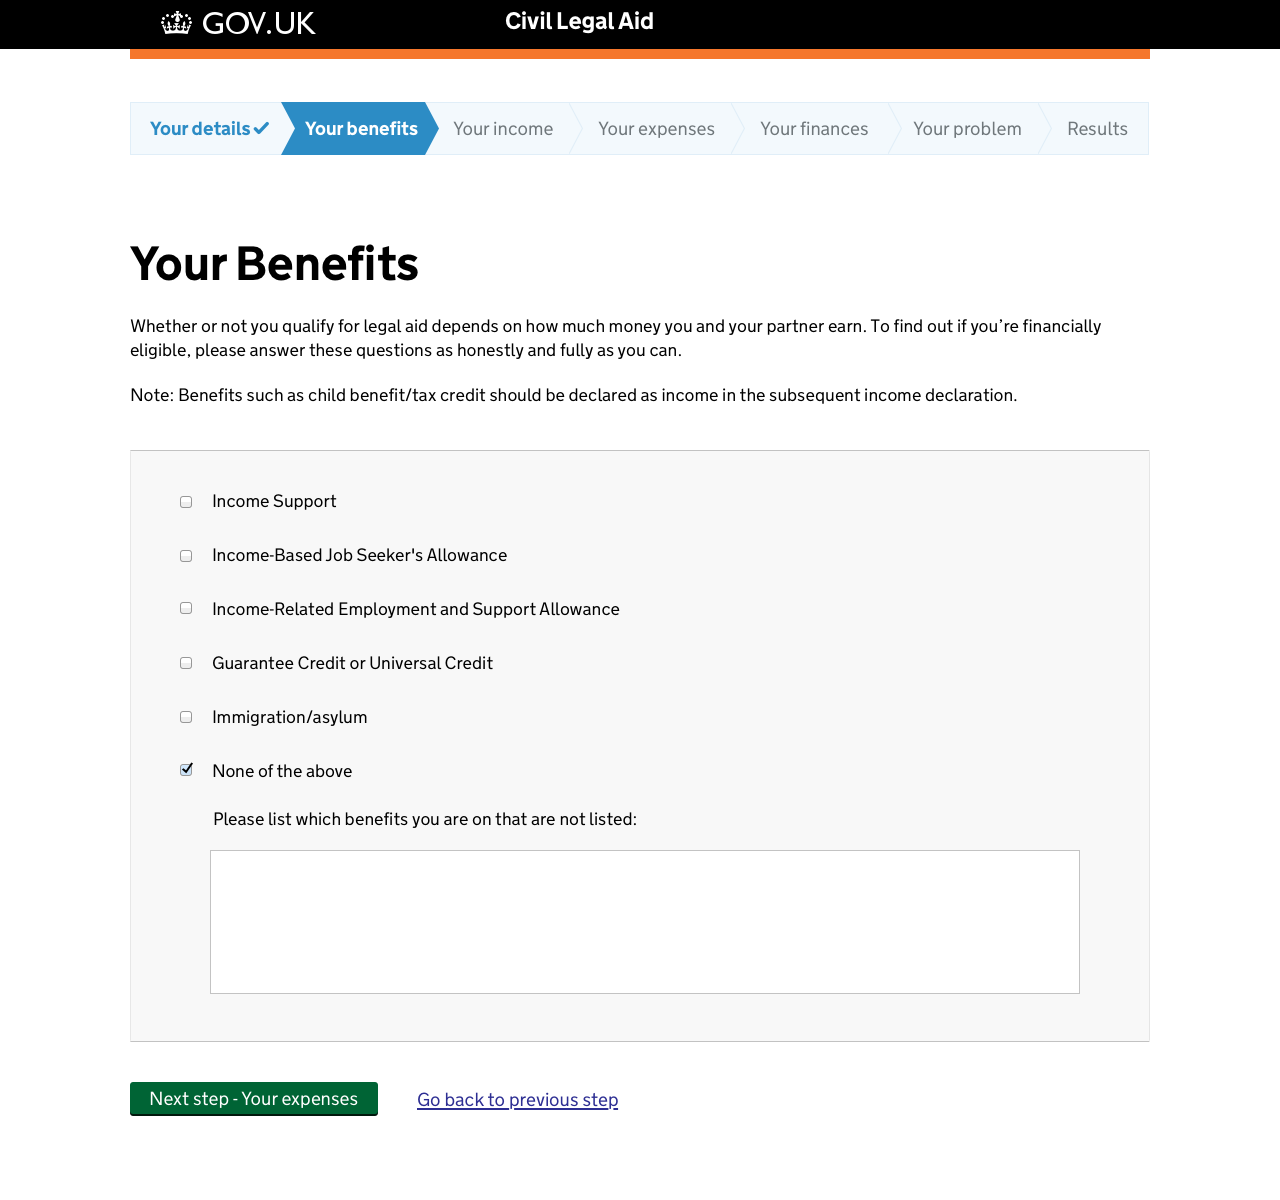 GOV.UK Civil Legal Aid
Your details Your benefits Your income Your expenses Your finances Your problem Results
Your Benefits
Whether or not you qualify for legal aid depends on how much money you and your partner earn. To find out if you’re financially
eligible, please answer these questions as honestly and fully as you can.
Note: Benefits such as child benefit/tax credit should be declared as income in the subsequent income declaration.
Income Support
Income-Based Job Seeker's Allowance
Income-Related Employment and Support Allowance
Guarantee Credit or Universal Credit
Immigration/asylum
None of the above
Please list which benefits you are on that are not listed:
Next step - Your expenses Go back to previous step